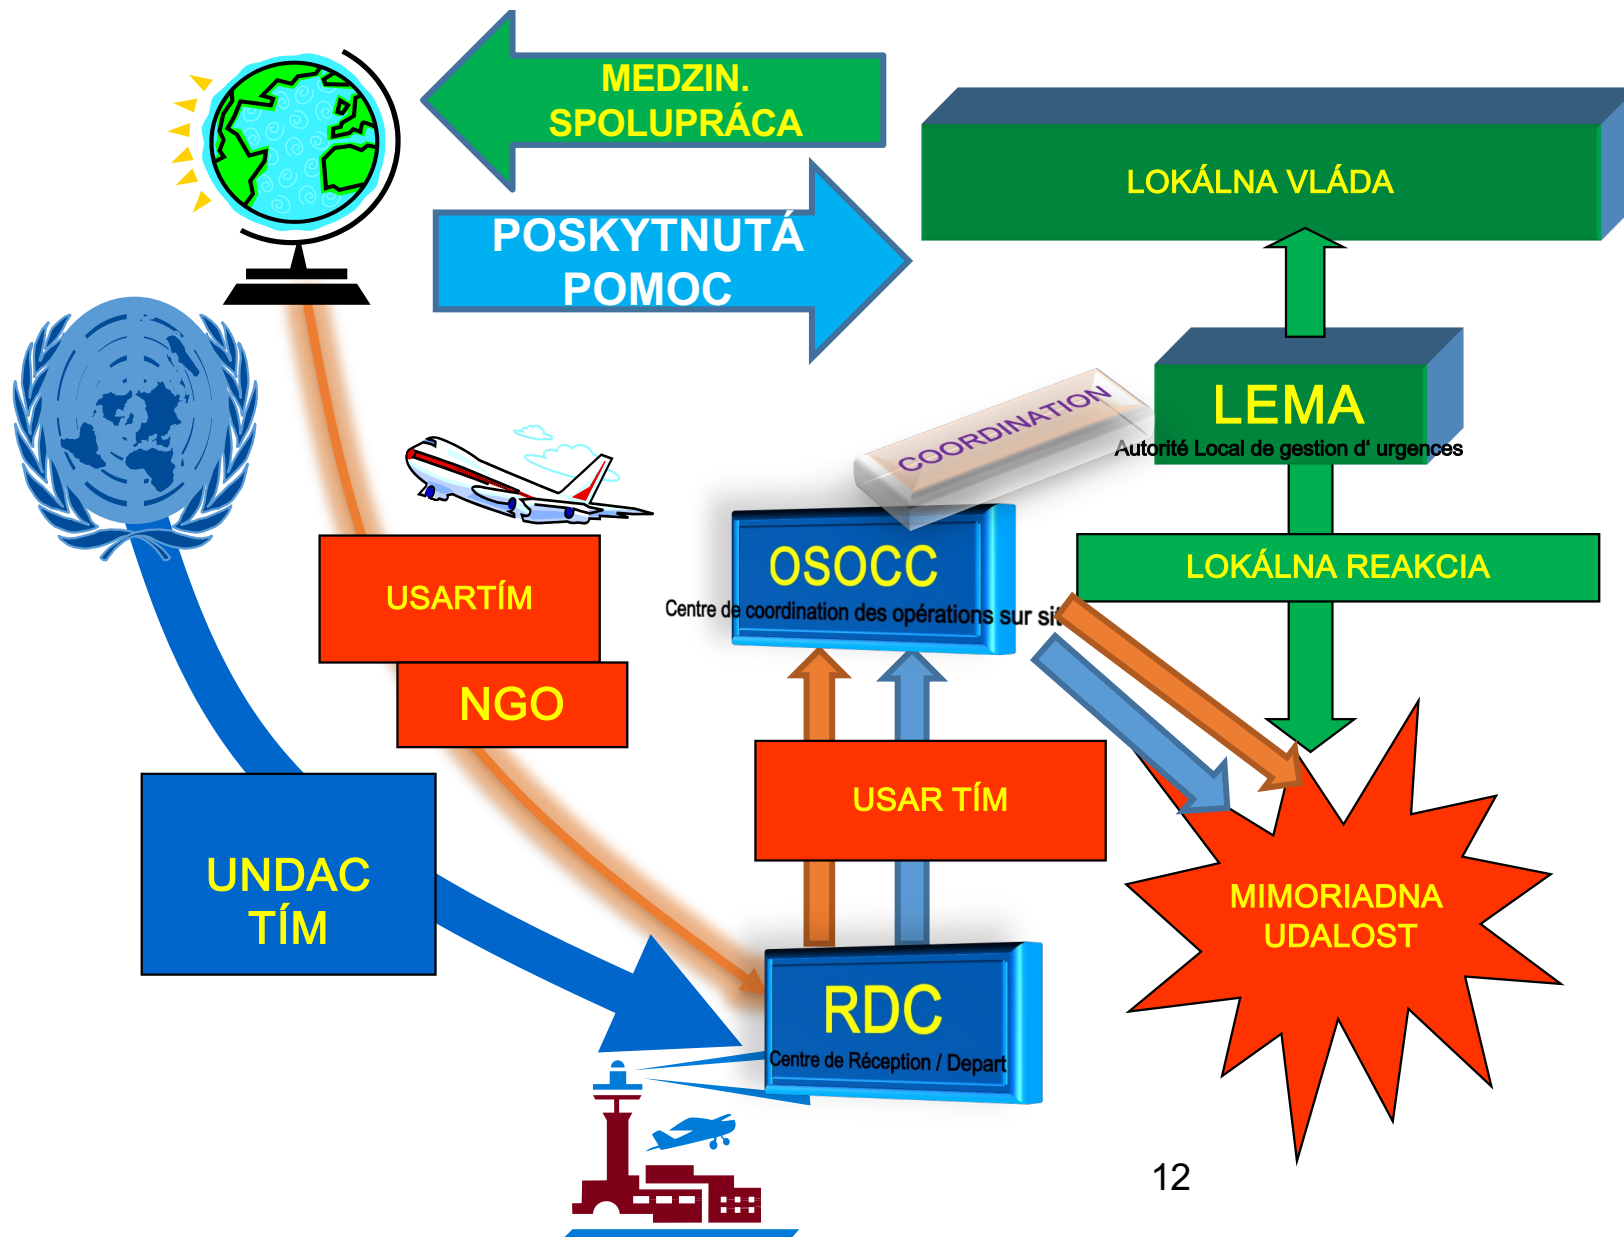 MEDZIN.
SPOLUPRÁCA
LOKÁLNA VLÁDA
POSKYTNUTÁ
POMOC
LEMA
Autorité Local de gestion d‘ urgences
COORDINATION
OSOCC
Centre de coordination des opérations sur sit
LOKÁLNA REAKCIA
USARTÍM
NGO
USAR TÍM
UNDAC
TÍM
MIMORIADNA
UDALOST
RDC
Centre de Réception / Depart
12